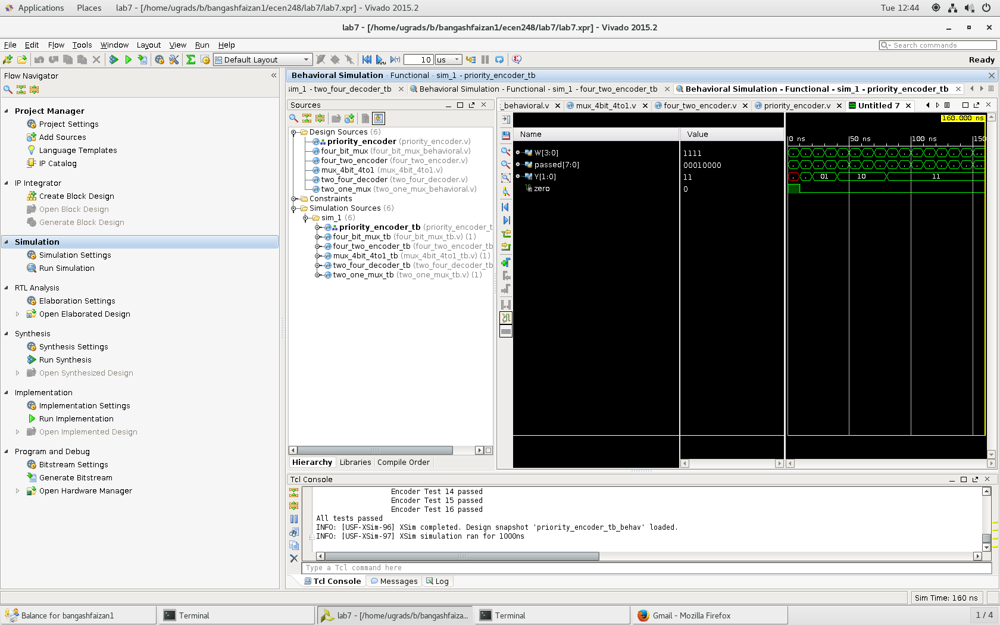 Applications Places lab7 - [/home/ugrads/b/bangashfaizan1/ecen248/lab7/lab7.xpr] - Vivado 2015.2 Tue 12:44
lab7 - [/home/ugrads/b/bangashfaizan1/ecen248/lab7/lab7.xpr] - Vivado 2015.2
File Edit Flow Tools Window Layout View Run Help Search commands
Default Layout 10 us Ready
Flow Navigator
Project Manager
Project Settings
Add Sources
Language Templates
IP Catalog
IP Integrator
Create Block Design
Open Block Design
Generate Block Design
Simulation
Simulation Settings
Run Simulation
RTL Analysis
Elaboration Settings
Open Elaborated Design
Synthesis
Synthesis Settings
Run Synthesis
Open Synthesized Design
Implementation
Implementation Settings
Run Implementation
Open Implemented Design
Program and Debug
Bitstream Settings
Generate Bitstream
Open Hardware Manager
Behavioral Simulation - Functional - sim_1 - priority_encoder_tb
sim_1 - two_four_decoder_tb Behavioral Simulation - Functional - sim_1 - four_two_encoder_tb Behavioral Simulation - Functional - sim_1 - priority_encoder_tb
Sources
Design Sources (6)
priority_encoder (priority_encoder.v)
four_bit_mux (four_bit_mux_behavioral.v)
four_two_encoder (four_two_encoder.v)
mux_4bit_4to1 (mux_4bit_4to1.v)
two_four_decoder (two_four_decoder.v)
two_one_mux (two_one_mux_behavioral.v)
Constraints
Simulation Sources (6)
sim_1 (6)
priority_encoder_tb (priority_encoder_t
four_bit_mux_tb (four_bit_mux_tb.v) (1)
four_two_encoder_tb (four_two_encoder_tb
mux_4bit_4to1_tb (mux_4bit_4to1_tb.v) (1)
two_four_decoder_tb (two_four_decoder_tb
two_one_mux_tb (two_one_mux_tb.v) (1)
Hierarchy Libraries Compile Order
_behavioral.v mux_4bit_4to1.v four_two_encoder.v priority_encoder.v Untitled 7
160.000 ns
Name Value 0 ns 50 ns 100 ns 150
W[3:0] 1111
passed[7:0] 00010000
Y[1:0] 11 01 10 11
zero 0
Tcl Console
Encoder Test 14 passed
Encoder Test 15 passed
Encoder Test 16 passed
All tests passed
INFO: [USF-XSim-96] XSim completed. Design snapshot 'priority_encoder_tb_behav' loaded.
INFO: [USF-XSim-97] XSim simulation ran for 1000ns
Type a Tcl command here
Tcl Console Messages Log
Sim Time: 160 ns
Balance for bangashfaizan1 Terminal lab7 - [/home/ugrads/b/bangashfaiza... Terminal Gmail - Mozilla Firefox 1 / 4